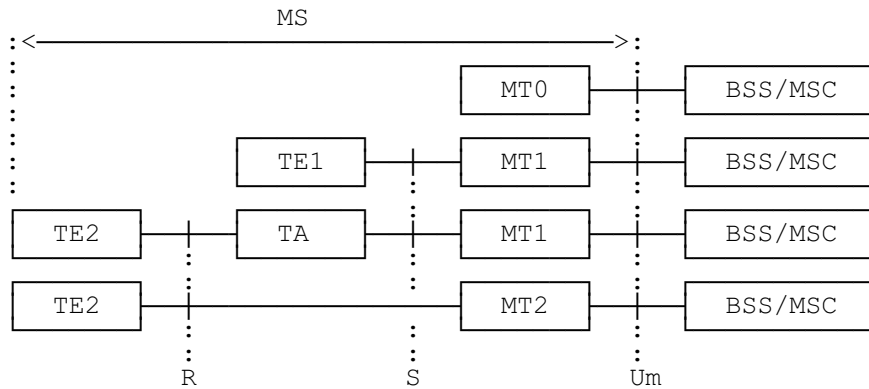 MS
MT0 BSS/MSC
TE1 MT1 BSS/MSC
TE2 TA MT1 BSS/MSC
TE2 MT2 BSS/MSC
R S Um